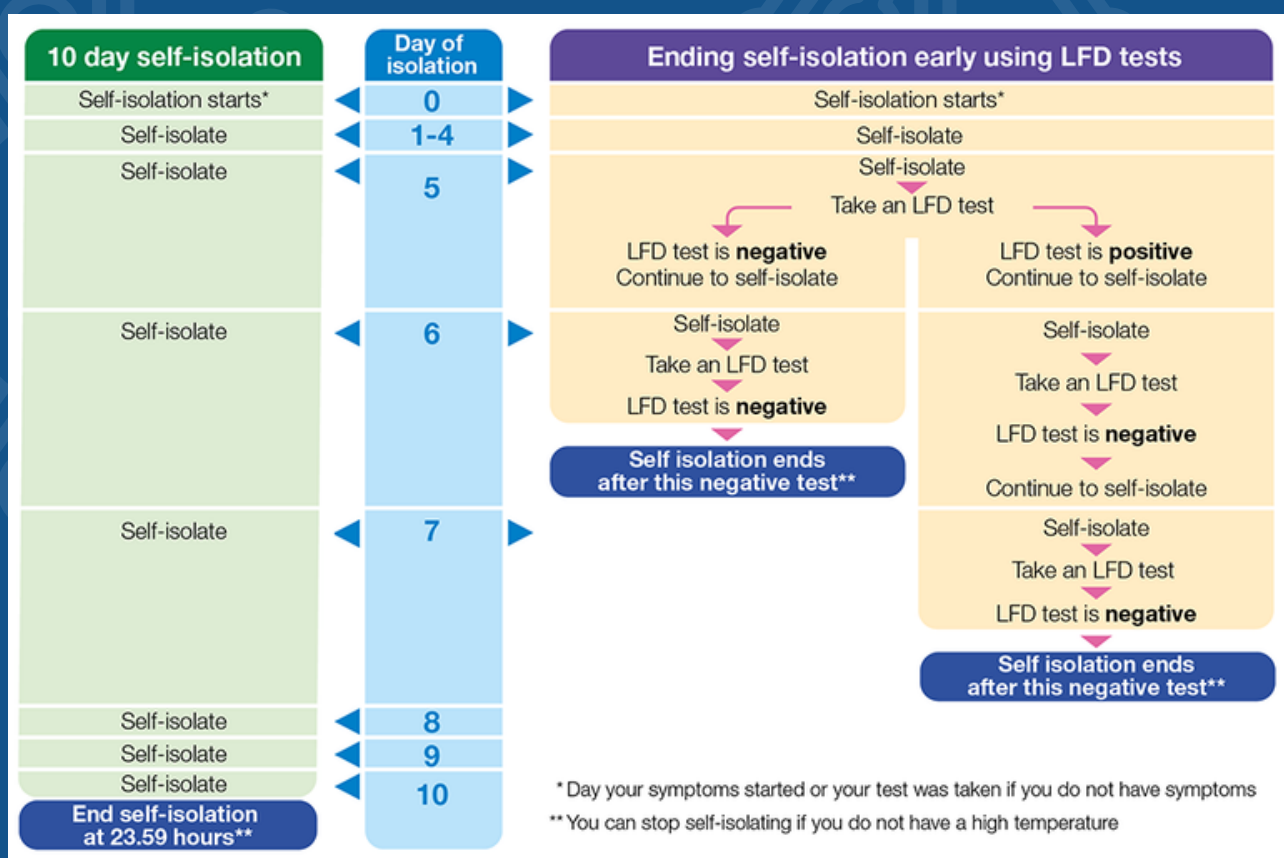 10 day self-isolation
Day of
isolation
Ending self-isolation early using LFD tests
Self-isolation starts*
0
Self-isolation starts*
Self-isolate
1-4
Self-isolate
Self-isolate
5
Self-isolate
Take an LFD test
LFD test is negative
Continue to self-isolate
LFD test is positive
Continue to self-isolate
Self-isolate
6
Self-isolate
Take an LFD test
LFD test is negative
Self isolation ends
after this negative test**
Self-isolate
Take an LFD test
LFD test is negative
Continue to self-isolate
Self-isolate
7
Self-isolate
Take an LFD test
LFD test is negative
Self isolation ends
after this negative test**
Self-isolate
8
Self-isolate
9
Self-isolate
10
End self-isolation
at 23.59 hours**
* Day your symptoms started or your test was taken if you do not have symptoms
** You can stop self-isolating if you do not have a high temperature